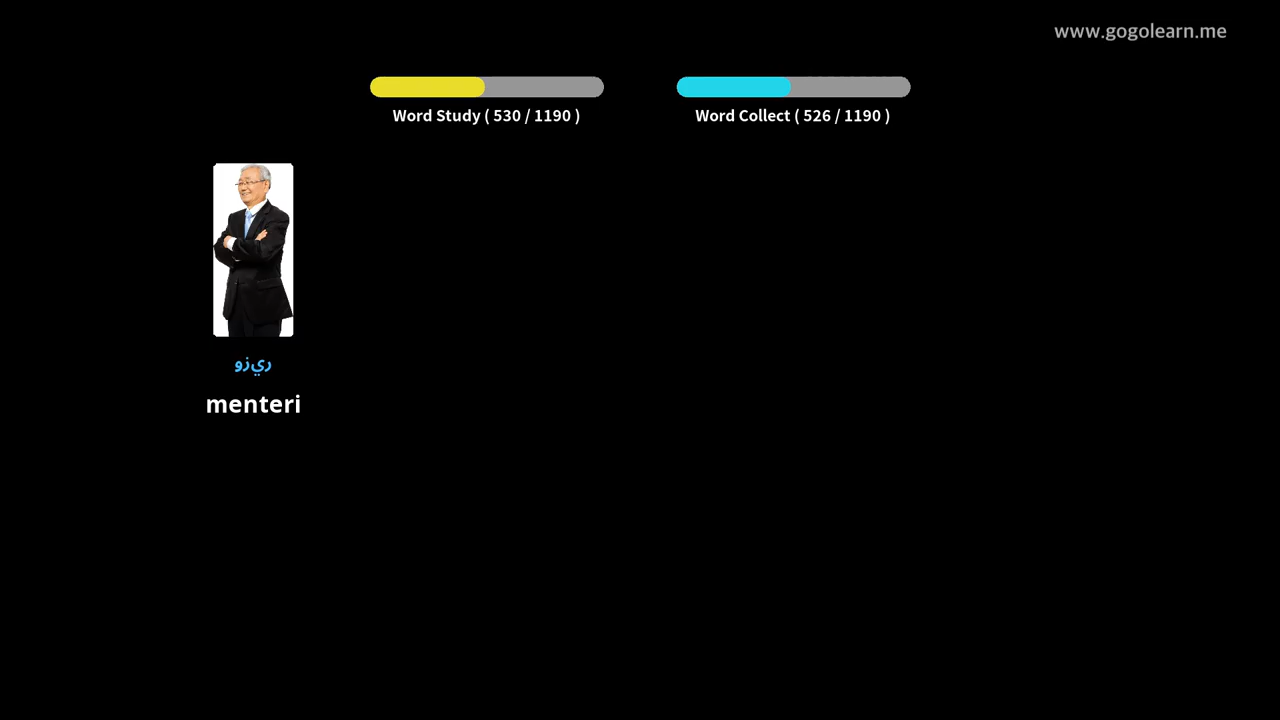 www.gogolearn.me
Word Study ( 530 / 1190 )
Word Collect ( 526 / 1190 )
ريزو
menteri